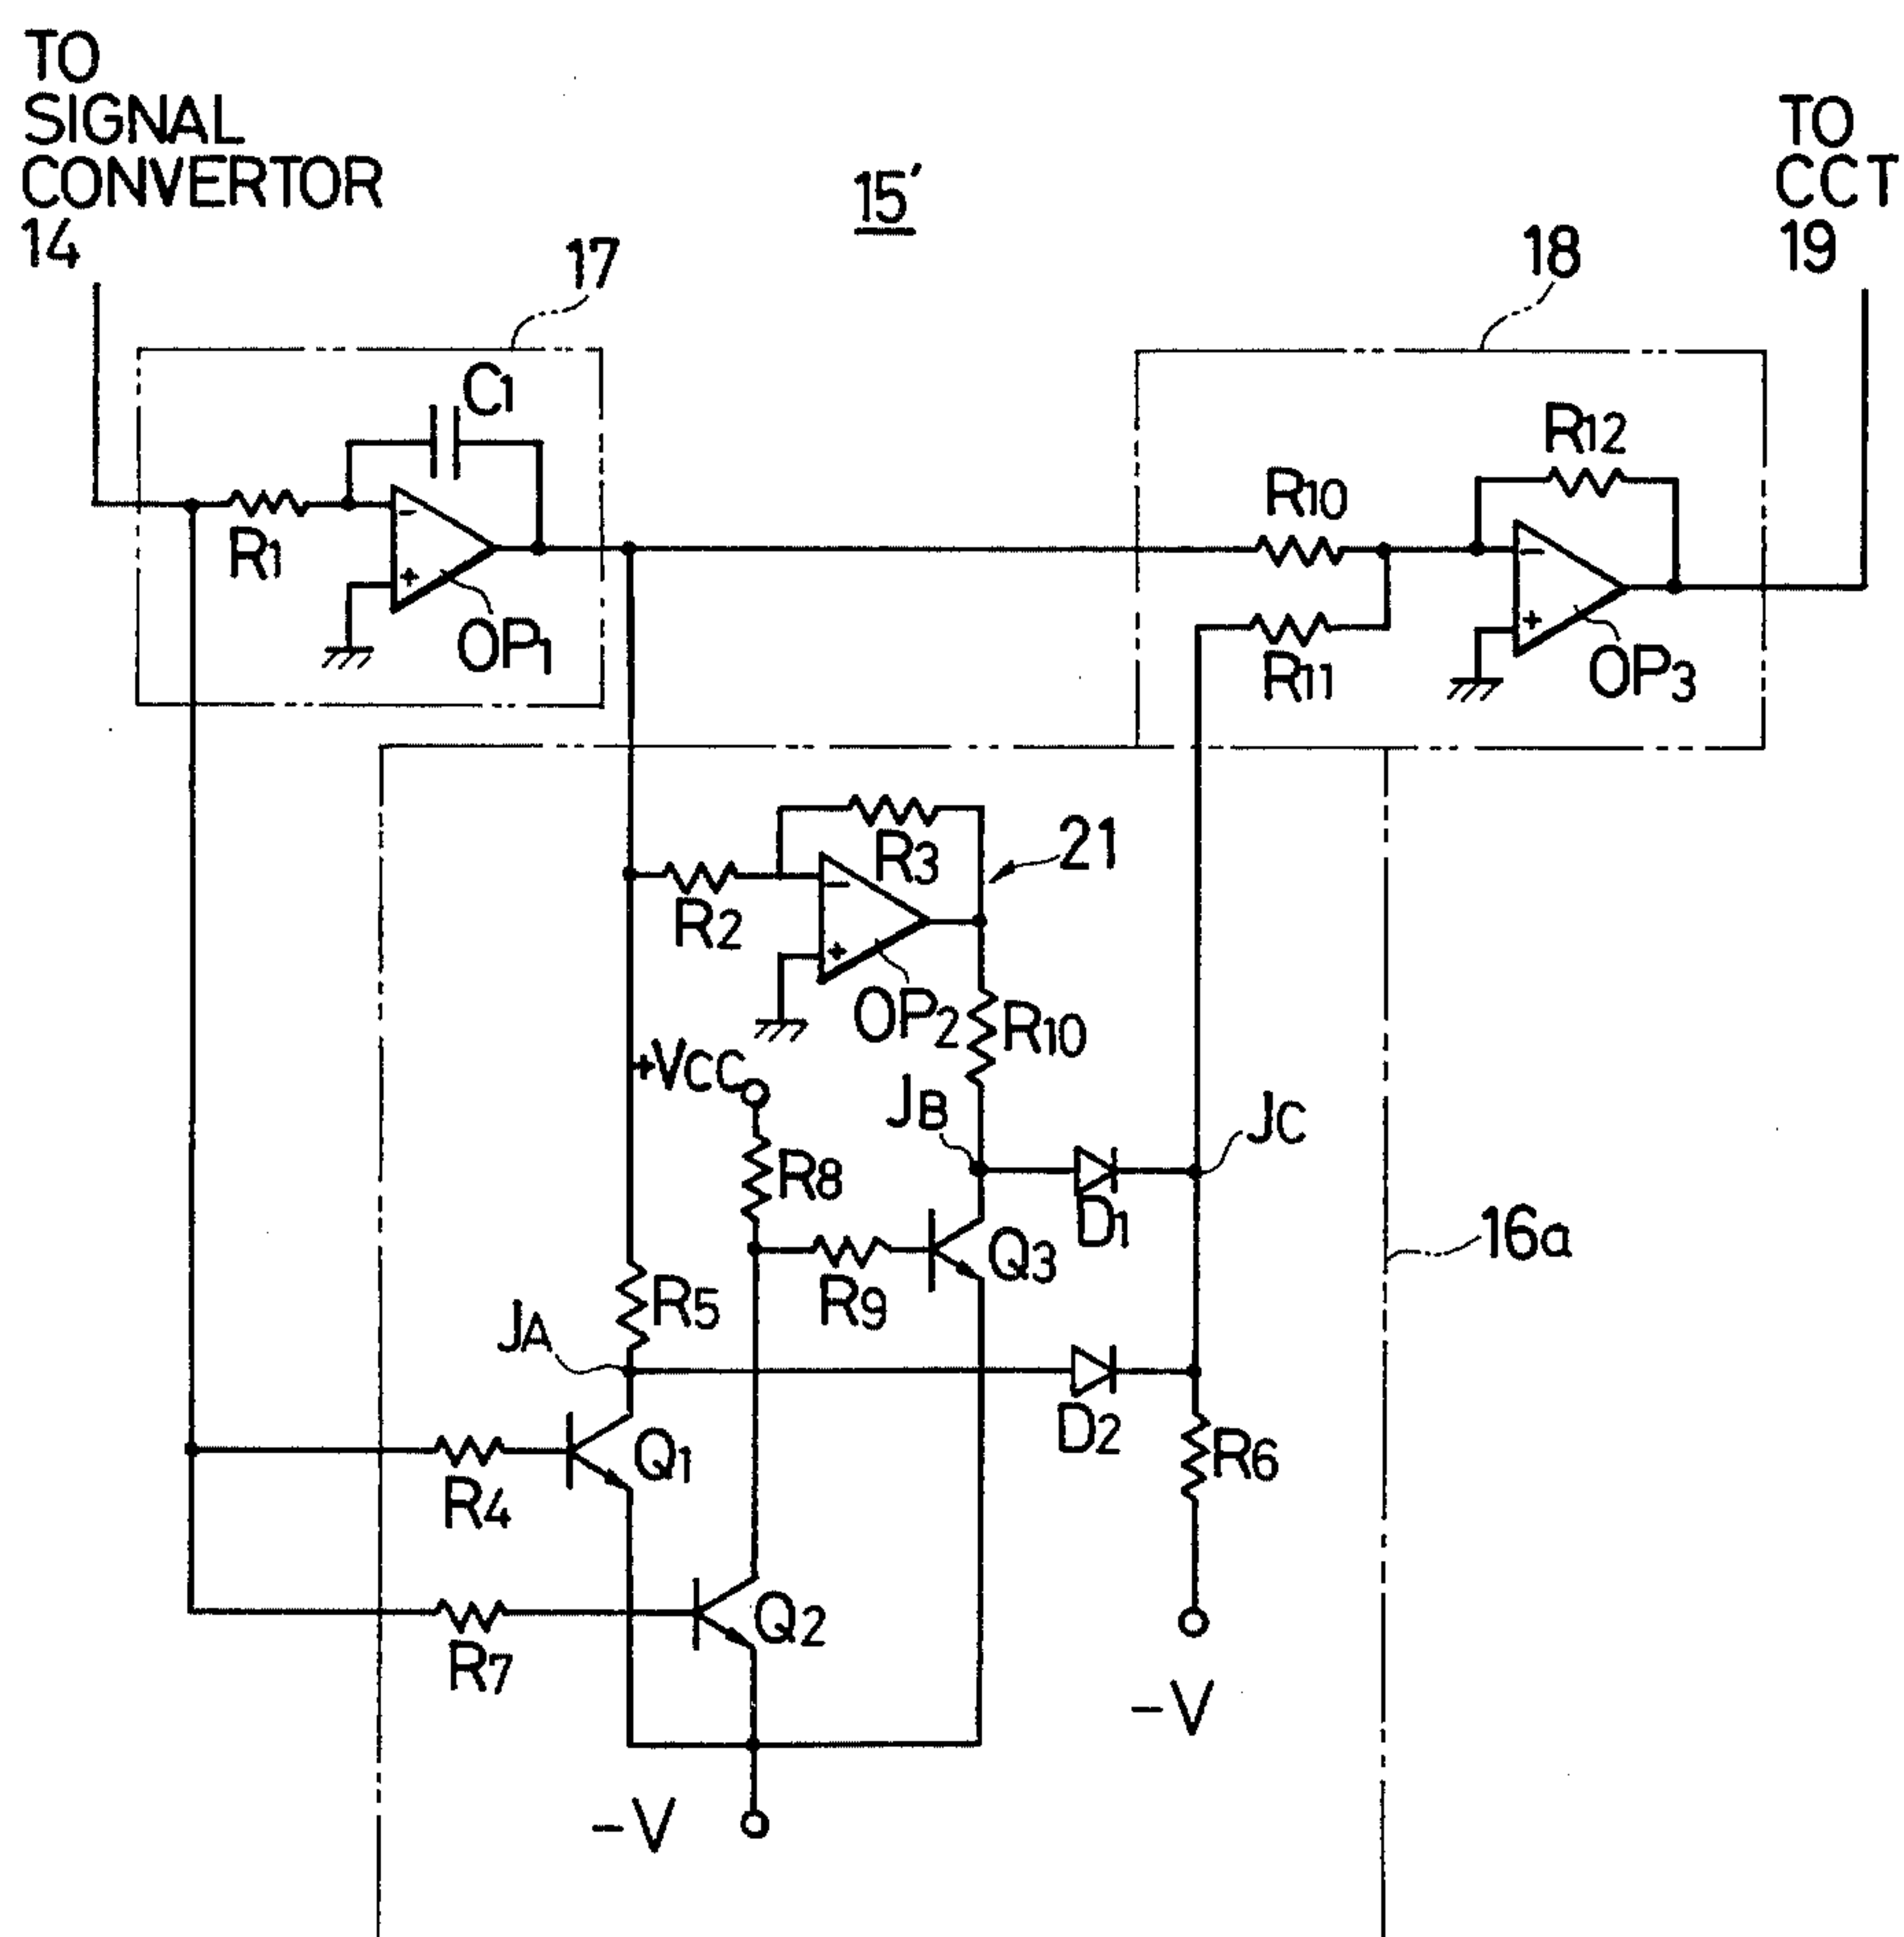 TO
SIGNAL
CONVERTOR
14
15'
TO
CCT
19
17
18
C1
R12
R10
R1
-
+
OP1
R11
-
+
OP3
R3
21
R2
-
+
OP2
R10
+VCC
JB
JC
R8
D1
16a
Q3
R9
R5
JA
D2
Q1
R6
R4
Q2
R7
-V
-V